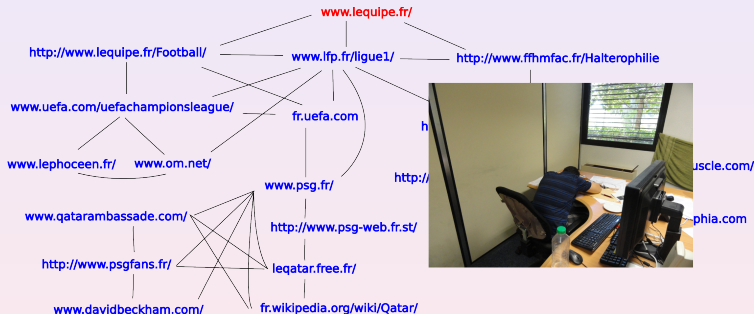 www.lequipe.fr/
http://www.lequipe.fr/Football/
www.lfp.fr/ligue1/
http://www.ffhmfac.fr/Halterophilie
www.uefa.com/uefachampionsleague/
fr.uefa.com
www.lephoceen.fr/
www.om.net/
http://
uscle.com/
www.psg.fr/
www.qatarambassade.com/
http://www.psg-web.fr.st/
phia.com
http://www.psgfans.fr/
leqatar.free.fr/
www.davidbeckham.com/
fr.wikipedia.org/wiki/Qatar/